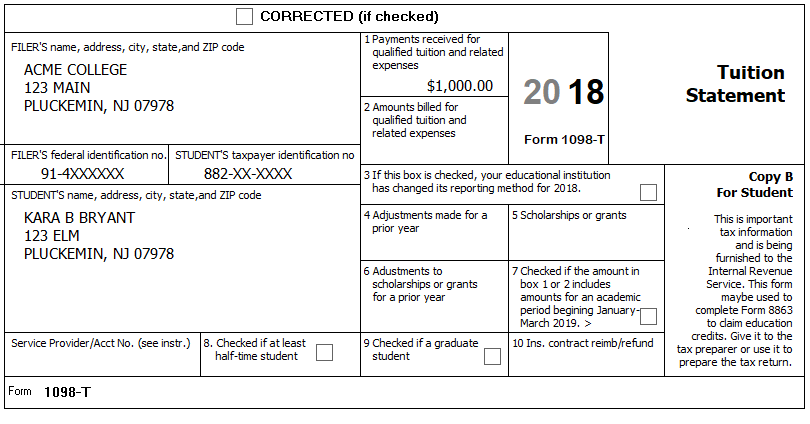 CORRECTED (if checked)
FILER'S name, address, city, state,and ZIP code
ACME COLLEGE
123 MAIN
PLUCKEMIN, NJ 07978
1 Payments received for
qualified tuition and related
expenses
$1,000.00
2 Amounts billed for
qualified tuition and
related expenses
2018
Form 1098-T
Tuition
Statement
FILER'S federal identification no.
91-4XXXXXX
STUDENT'S taxpayer identification no
882-XX-XXXX
3 If this box is checked, your educational institution
has changed its reporting method for 2018.
Copy B
For Student
STUDENT'S name, address, city, state,and ZIP code
KARA B BRYANT
123 ELM
PLUCKEMIN, NJ 07978
4 Adjustments made for a
prior year
5 Scholarships or grants
This is important
tax information
and is being
furnished to the
Internal Revenue
Service. This form
maybe used to
complete Form 8863
to claim education
credits. Give it to the
tax preparer or use it to
prepare the tax return.
6 Adustments to
scholarships or grants
for a prior year
7 Checked if the amount in
box 1 or 2 includes
amounts for an academic
period begining January-
March 2019. >
Service Provider/Acct No. (see instr.)
8. Checked if at least
half-time student
9 Checked if a graduate
student
10 Ins. contract reimb/refund
Form 1098-T